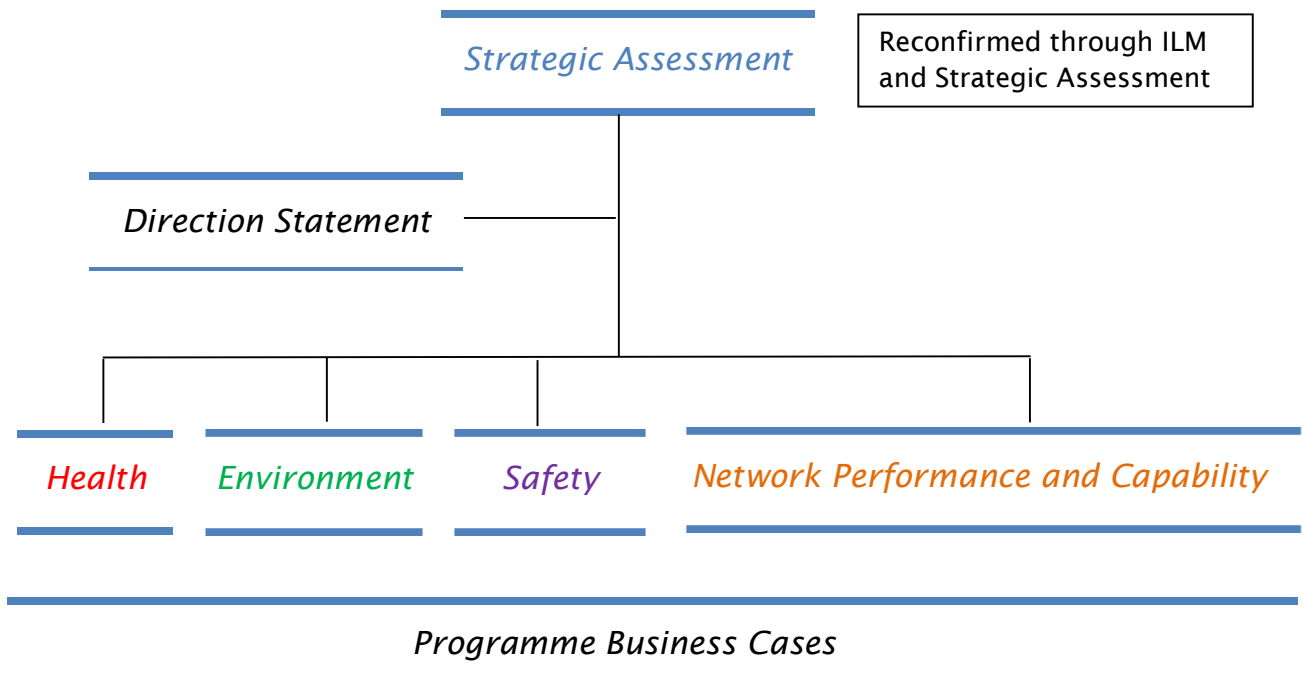 Strategic Assessment
Reconfirmed through ILM
and Strategic Assessment
Direction Statement
Health
Environment
Safety
Network Performance and Capability
Programme Business Cases